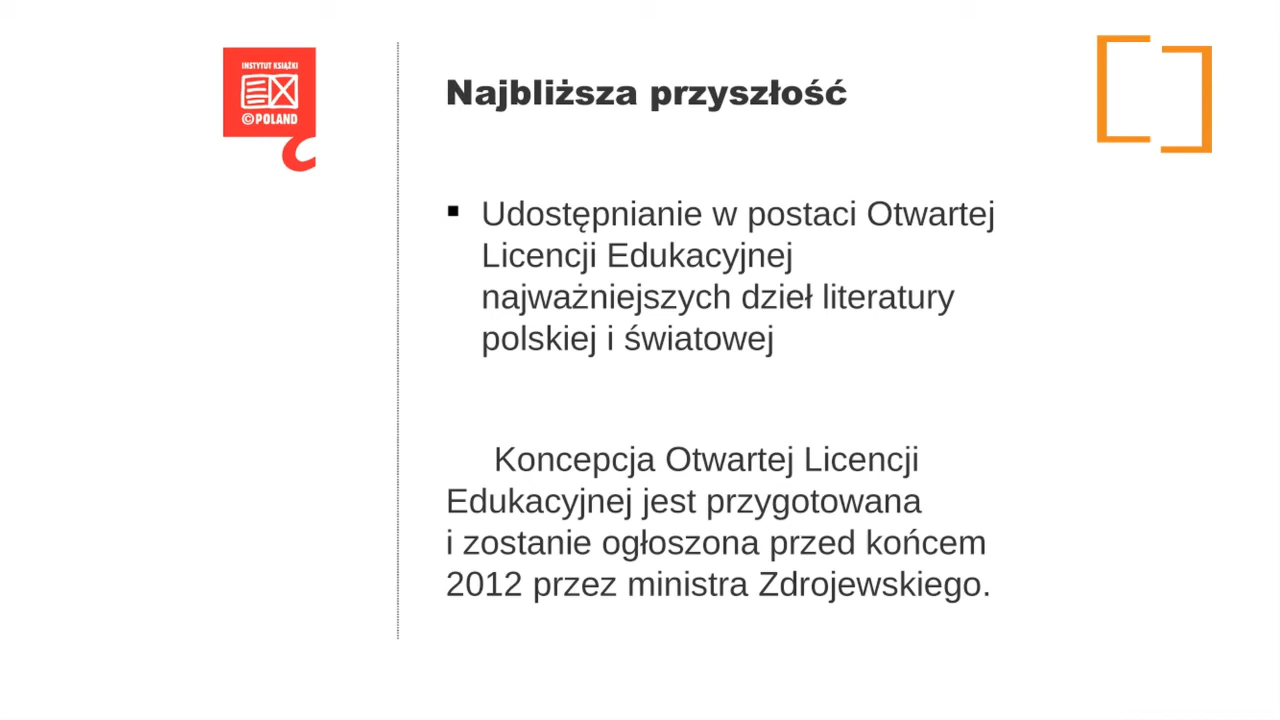 INSTYTUT KSIĄŻKI
©POLAND
Najbliższa przyszłość
▪ Udostępnianie w postaci Otwartej
Licencji Edukacyjnej
najważniejszych dzieł literatury
polskiej i światowej
Koncepcja Otwartej Licencji
Edukacyjnej jest przygotowana
i zostanie ogłoszona przed końcem
2012 przez ministra Zdrojewskiego.